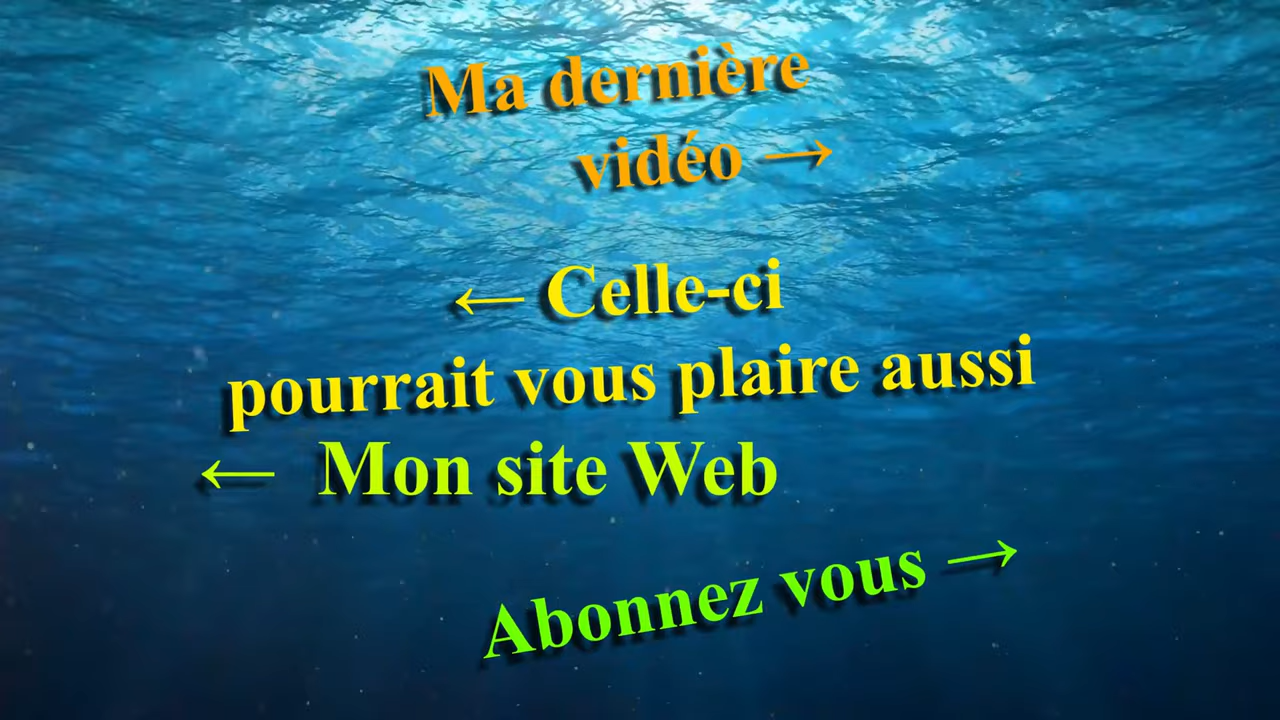 Ma dernière
vidéo →
← Celle-ci
pourrait vous plaire aussi
← Mon site Web
Abonnez vous →